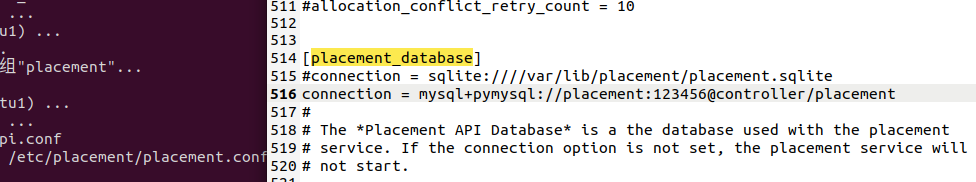 ...
u1) ...
.
组"placement"...
tu1) ...
...
pi.conf
/etc/placement/placement.conf
511 #allocation_conflict_retry_count = 10
512
513
514 [placement_database]
515 #connection = sqlite:////var/lib/placement/placement.sqlite
516 connection = mysql+pymysql://placement:123456@controller/placement
517 #
518 # The *Placement API Database* is a the database used with the placement
519 # service. If the connection option is not set, the placement service will
520 # not start.